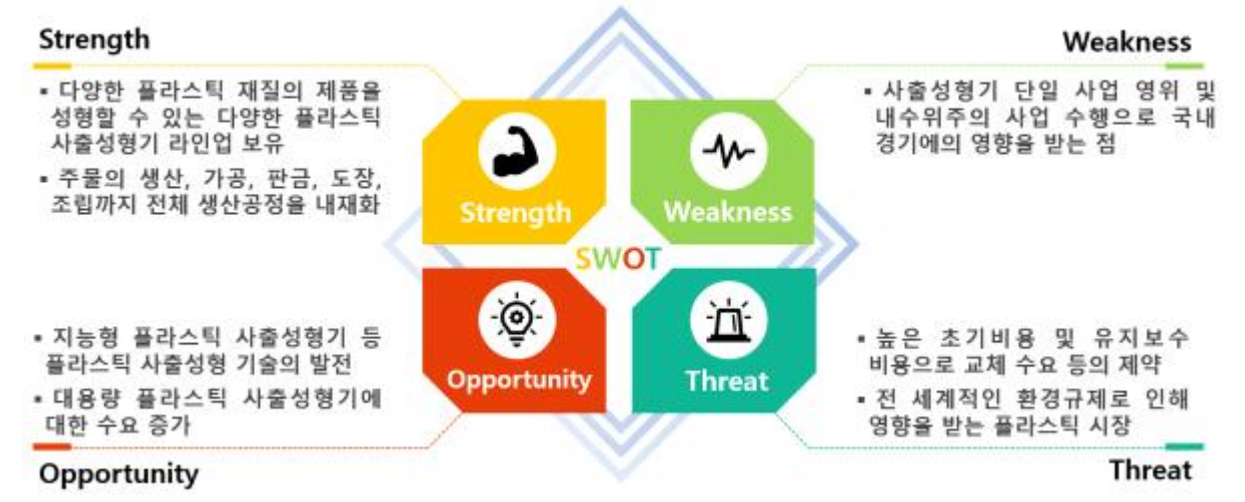 Strength
▪ 다양한 플라스틱 재질의 제품을
성형할 수 있는 다양한 플라스틱
사출성형기 라인업 보유
▪ 주물의 생산, 가공, 판금, 도장,
조립까지 전체 생산공정을 내재화
Weakness
▪ 사출성형기 단일 사업 영위 및
내수위주의 사업 수행으로 국내
경기에의 영향을 받는 점
Strength
Weakness
SWOT
Opportunity
Threat
▪ 지능형 플라스틱 사출성형기 등
플라스틱 사출성형 기술의 발전
▪ 대용량 플라스틱 사출성형기에
대한 수요 증가
Opportunity
▪ 높은 초기비용 및 유지보수
비용으로 교체 수요 등의 제약
▪ 전 세계적인 환경규제로 인해
영향을 받는 플라스틱 시장
Threat